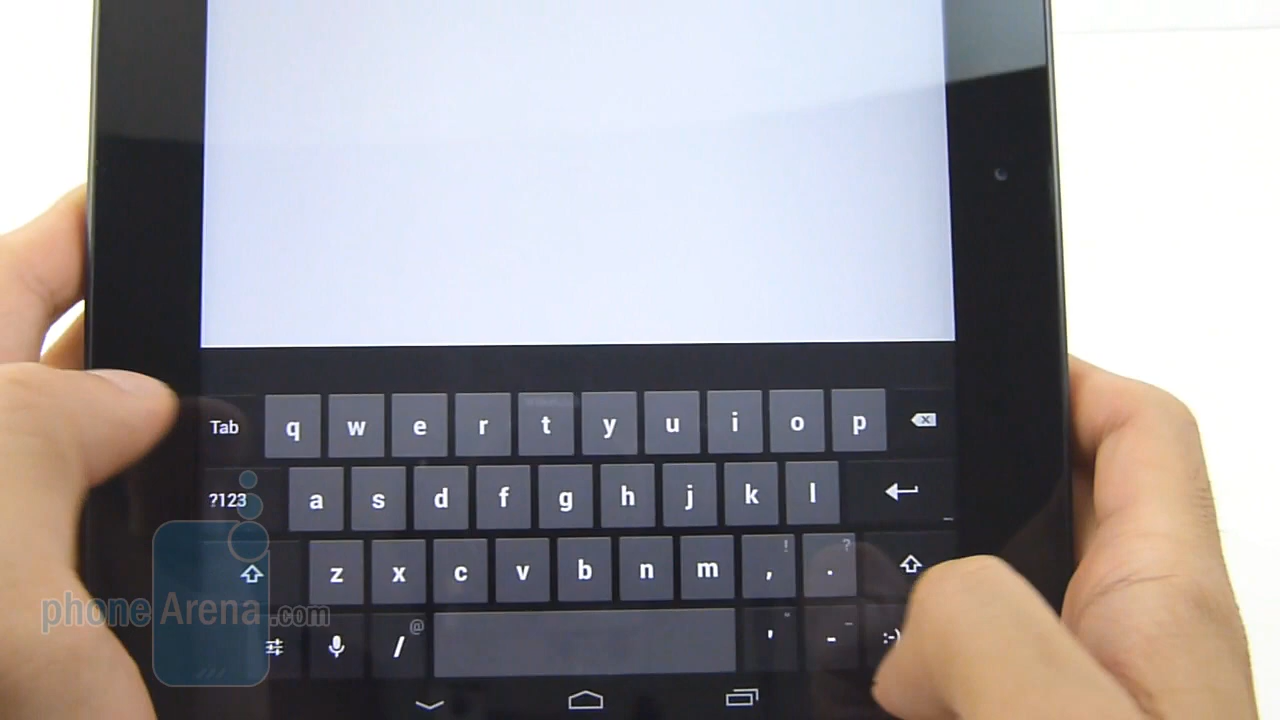 Tab q w e r t y u i o p
?123 a s d f g h j k l
z x c v b n m , ! . ?
/ @ ' " - _ :-)
phoneArena.com